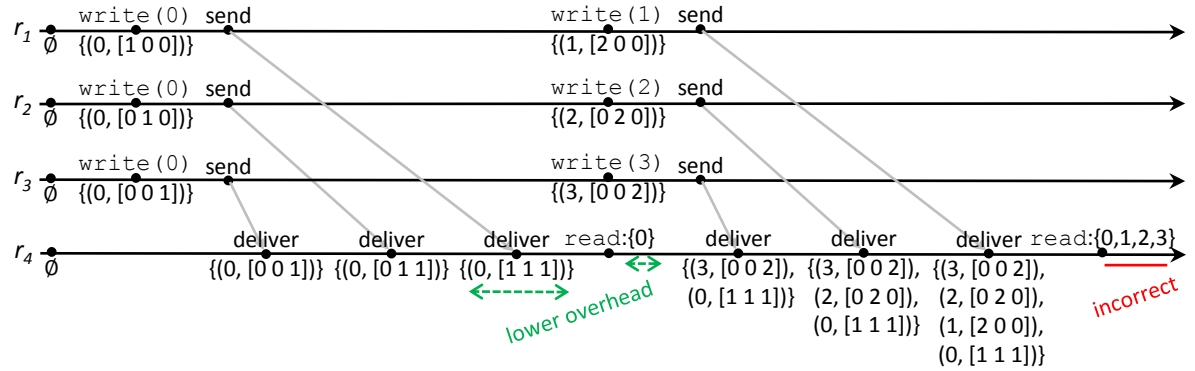 write(0) send write(1) send
r1 ∅ {(0, [1 0 0])} {(1, [2 0 0])}
write(0) send write(2) send
r2 ∅ {(0, [0 1 0])} {(2, [0 2 0])}
write(0) send write(3) send
r3 ∅ {(0, [0 0 1])} {(3, [0 0 2])}
deliver deliver deliver read:{0} deliver deliver deliver read:{0,1,2,3}
r4 ∅ {(0, [0 0 1])} {(0, [0 1 1])} {(0, [1 1 1])} {(3, [0 0 2]), {(3, [0 0 2]), {(3, [0 0 2]),
(0, [1 1 1])} (2, [0 2 0]), (2, [0 2 0]),
(0, [1 1 1])} (1, [2 0 0]),
(0, [1 1 1])}
lower overhead
incorrect